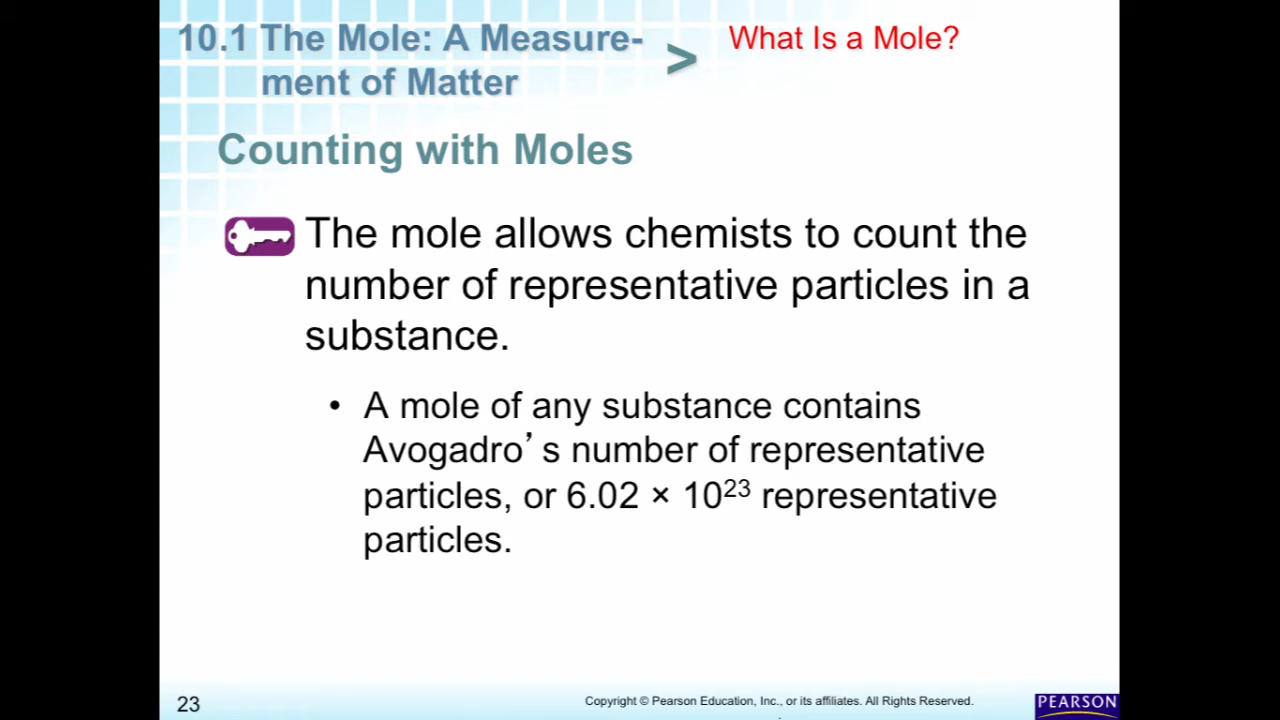 10.1 The Mole: A Measure-
ment of Matter
>
What Is a Mole?
Counting with Moles
The mole allows chemists to count the
number of representative particles in a
substance.
• A mole of any substance contains
Avogadro’s number of representative
particles, or 6.02 × 10²³ representative
particles.
23
Copyright © Pearson Education, Inc., or its affiliates. All Rights Reserved.
PEARSON